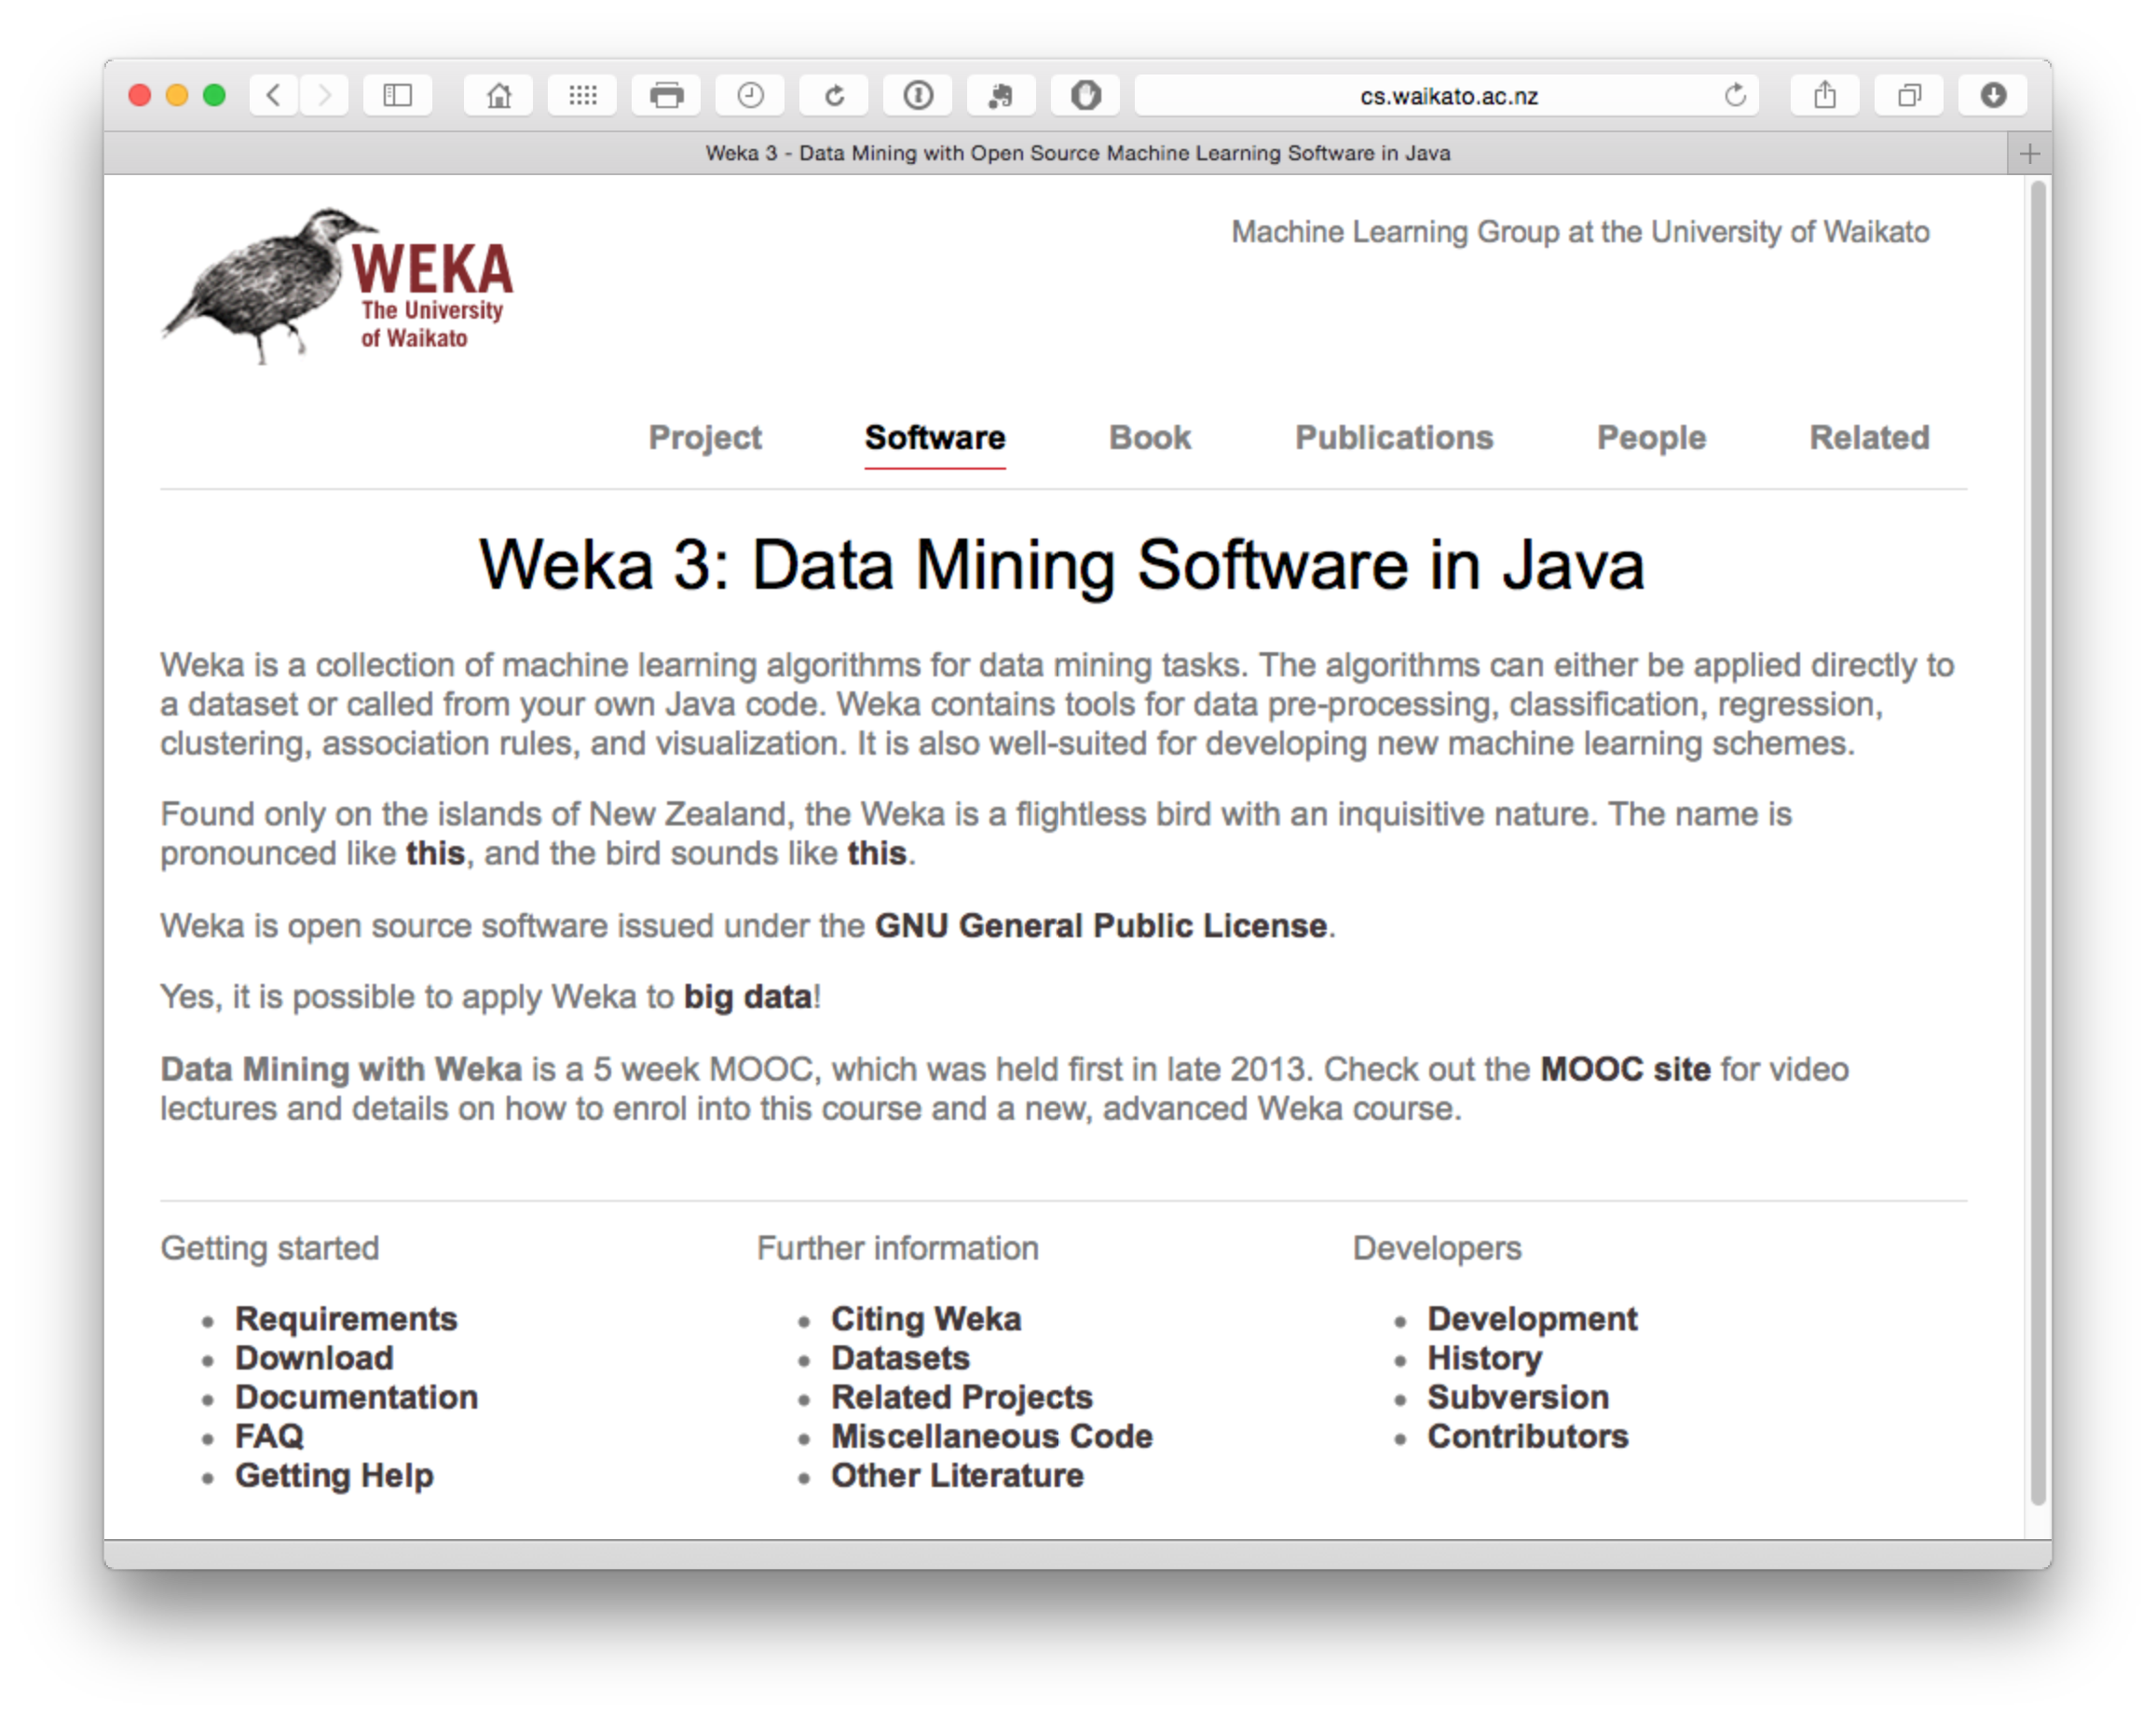 cs.waikato.ac.nz
Weka 3 - Data Mining with Open Source Machine Learning Software in Java
WEKA
The University
of Waikato
Machine Learning Group at the University of Waikato
Project Software Book Publications People Related
Weka 3: Data Mining Software in Java
Weka is a collection of machine learning algorithms for data mining tasks. The algorithms can either be applied directly to
a dataset or called from your own Java code. Weka contains tools for data pre-processing, classification, regression,
clustering, association rules, and visualization. It is also well-suited for developing new machine learning schemes.
Found only on the islands of New Zealand, the Weka is a flightless bird with an inquisitive nature. The name is
pronounced like this, and the bird sounds like this.
Weka is open source software issued under the GNU General Public License.
Yes, it is possible to apply Weka to big data!
Data Mining with Weka is a 5 week MOOC, which was held first in late 2013. Check out the MOOC site for video
lectures and details on how to enrol into this course and a new, advanced Weka course.
Getting started
Requirements
Download
Documentation
FAQ
Getting Help
Further information
Citing Weka
Datasets
Related Projects
Miscellaneous Code
Other Literature
Developers
Development
History
Subversion
Contributors